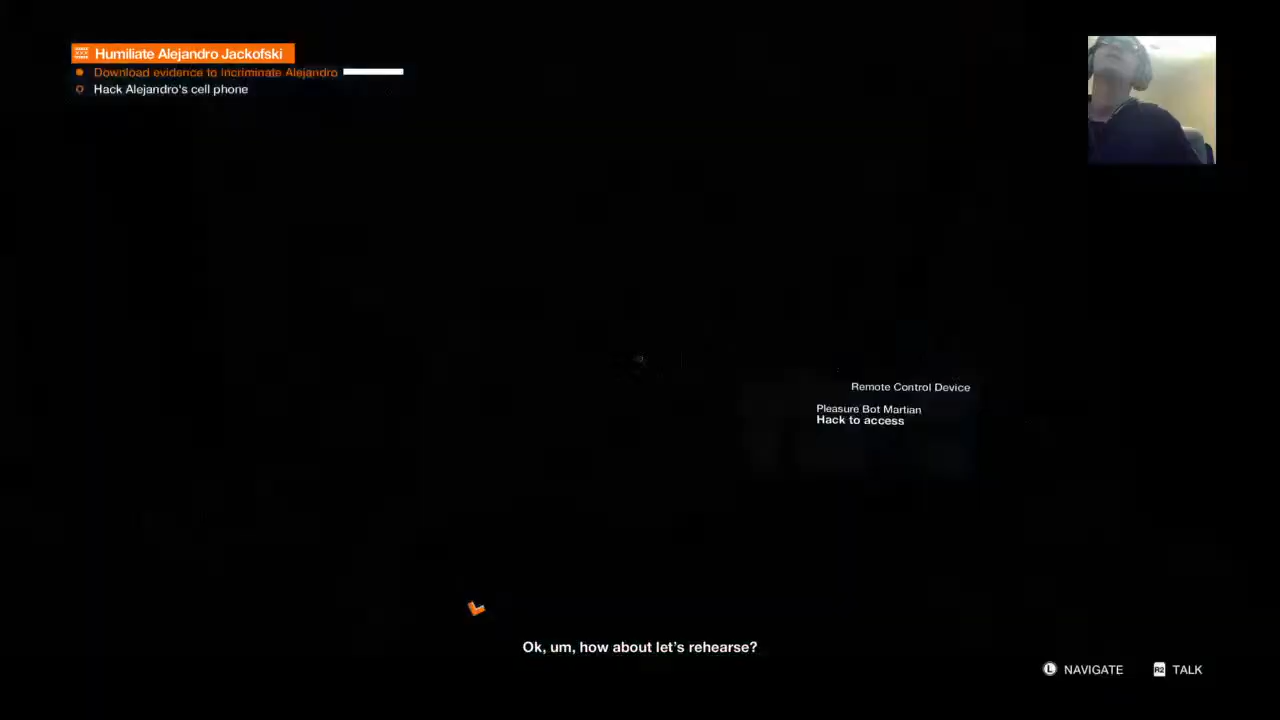 Humiliate Alejandro Jackofski
Download evidence to incriminate Alejandro
Hack Alejandro's cell phone
Remote Control Device
Pleasure Bot Martian
Hack to access
Ok, um, how about let's rehearse?
L NAVIGATE R2 TALK